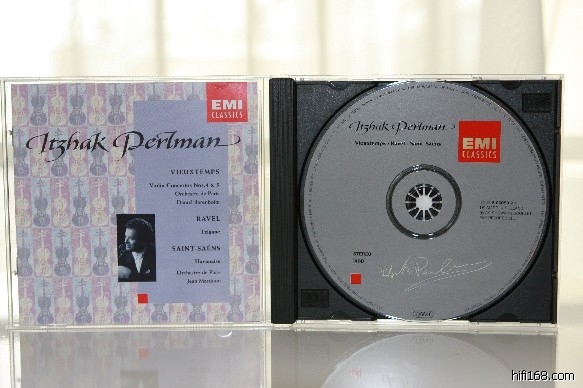 EMI
CLASSICS
Itzhak Perlman
VIEUXTEMPS
Violin Concertos Nos.4 & 5
Orchestre de Paris
Daniel Barenboim
RAVEL
Tzigane
SAINT-SAËNS
Havanaise
Orchestre de Paris
Jean Martinon
Itzhak Perlman
Vieuxtemps · Ravel · Saint-Saëns
EMI
CLASSICS
STEREO
hifi168.com